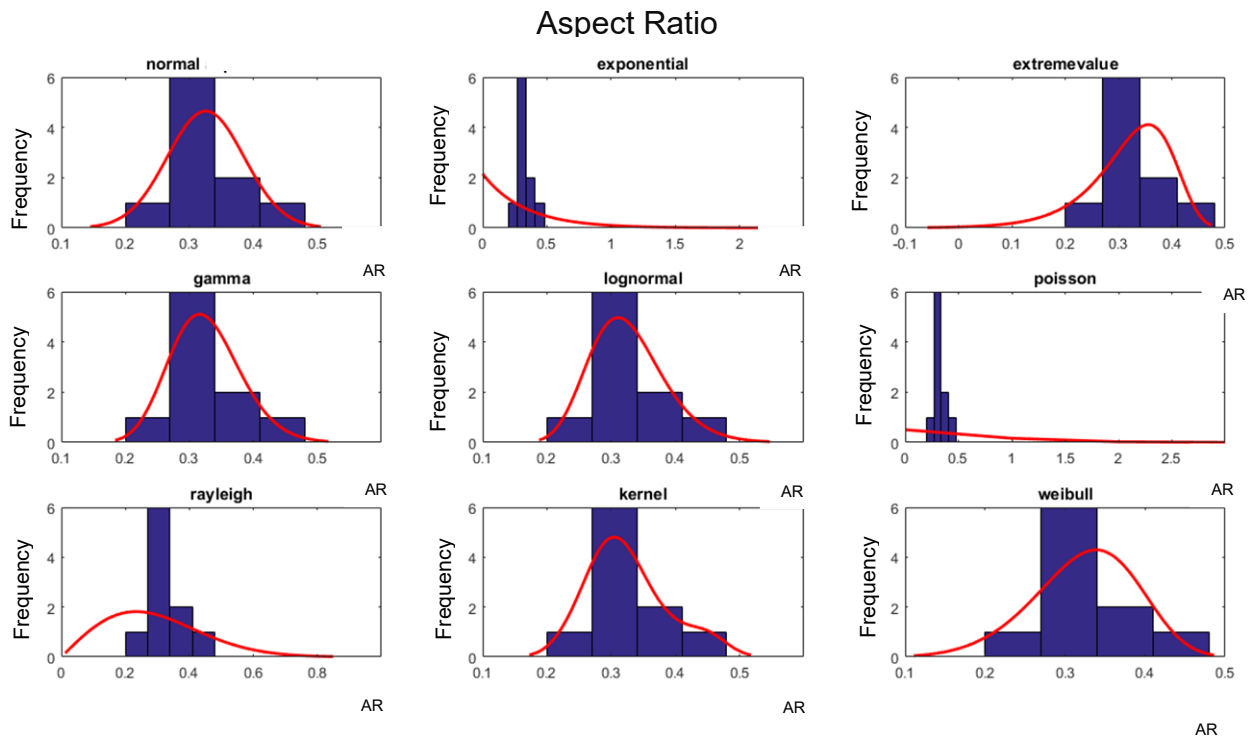 Aspect Ratio
normal
exponential
extremevalue
6
4
2
0
0.1 0.2 0.3 0.4 0.5
Frequency
AR
6
4
2
0
0 0.5 1 1.5 2
Frequency
AR
6
4
2
0
-0.1 0 0.1 0.2 0.3 0.4 0.5
Frequency
AR
gamma
lognormal
poisson
6
4
2
0
0.1 0.2 0.3 0.4 0.5
Frequency
AR
6
4
2
0
0.1 0.2 0.3 0.4 0.5
Frequency
AR
6
4
2
0
0 0.5 1 1.5 2 2.5
Frequency
AR
rayleigh
kernel
weibull
6
4
2
0
0 0.2 0.4 0.6 0.8
Frequency
AR
6
4
2
0
0.1 0.2 0.3 0.4 0.5
Frequency
AR
6
4
2
0
0.1 0.2 0.3 0.4 0.5
Frequency
AR